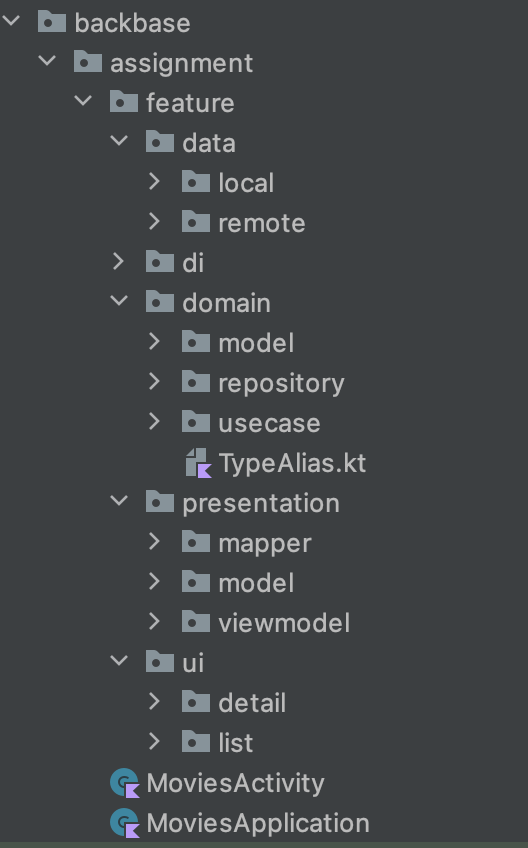 backbase
assignment
feature
data
local
remote
di
domain
model
repository
usecase
TypeAlias.kt
presentation
mapper
model
viewmodel
ui
detail
list
MoviesActivity
MoviesApplication